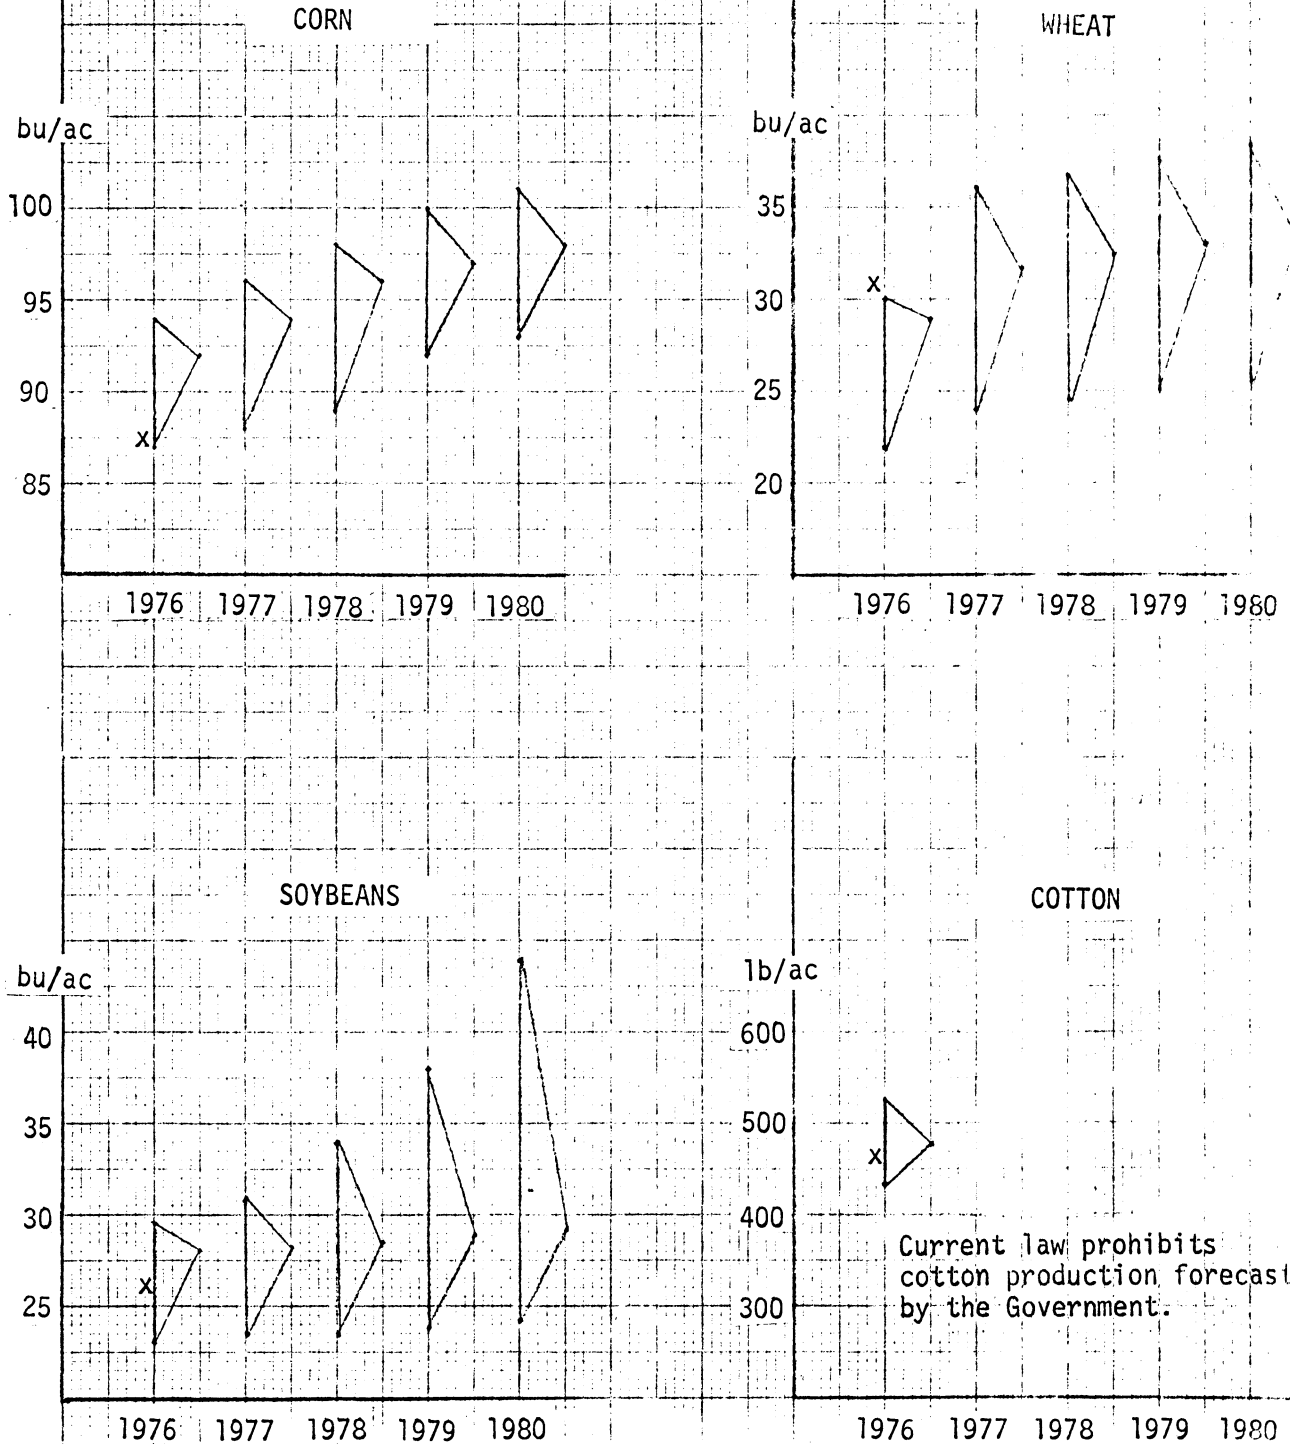 CORN
bu/ac
100
95
90
85
X
1976 1977 1978 1979 1980
WHEAT
bu/ac
35
30
25
20
X
1976 1977 1978 1979 1980
SOYBEANS
bu/ac
40
35
30
25
X
1976 1977 1978 1979 1980
COTTON
lb/ac
600
500
400
300
X
Current law prohibits
cotton production forecast
by the Government.
1976 1977 1978 1979 1980